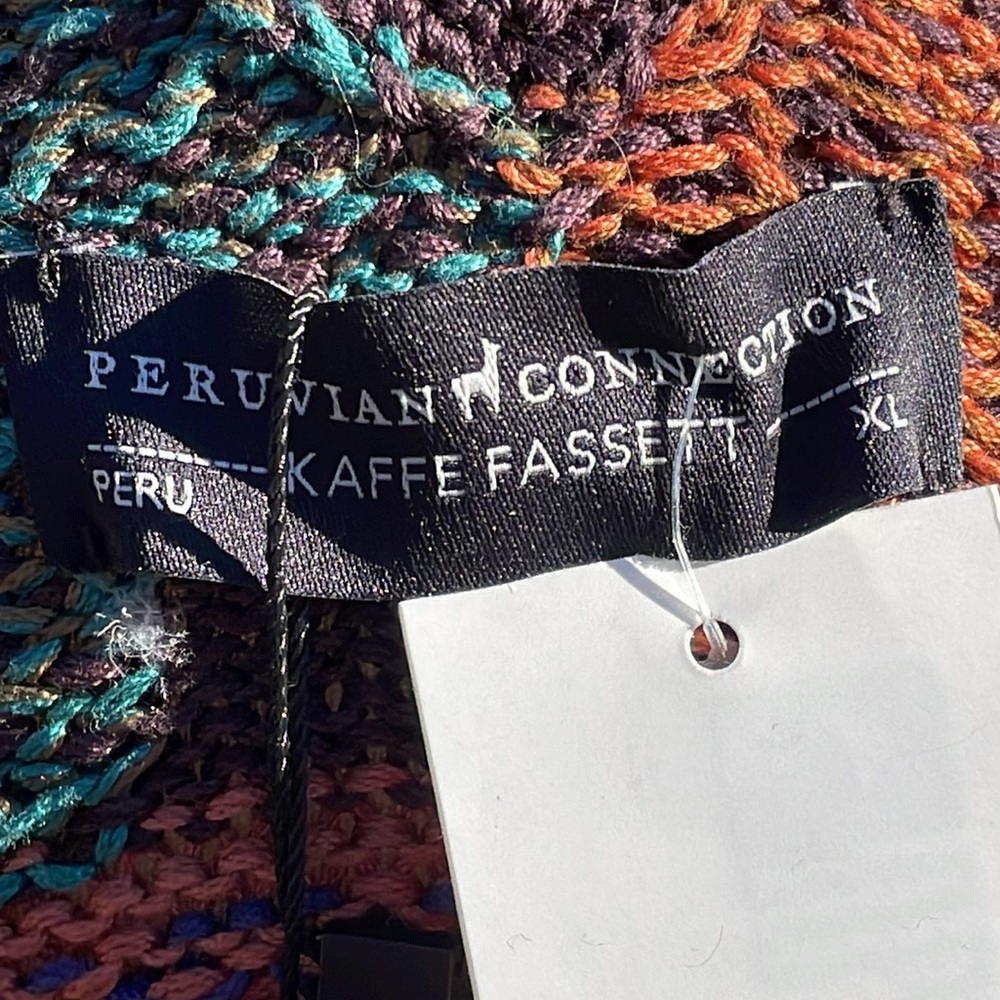 PERUVIAN CONNECTION
KAFFE FASSETT
PERU XL